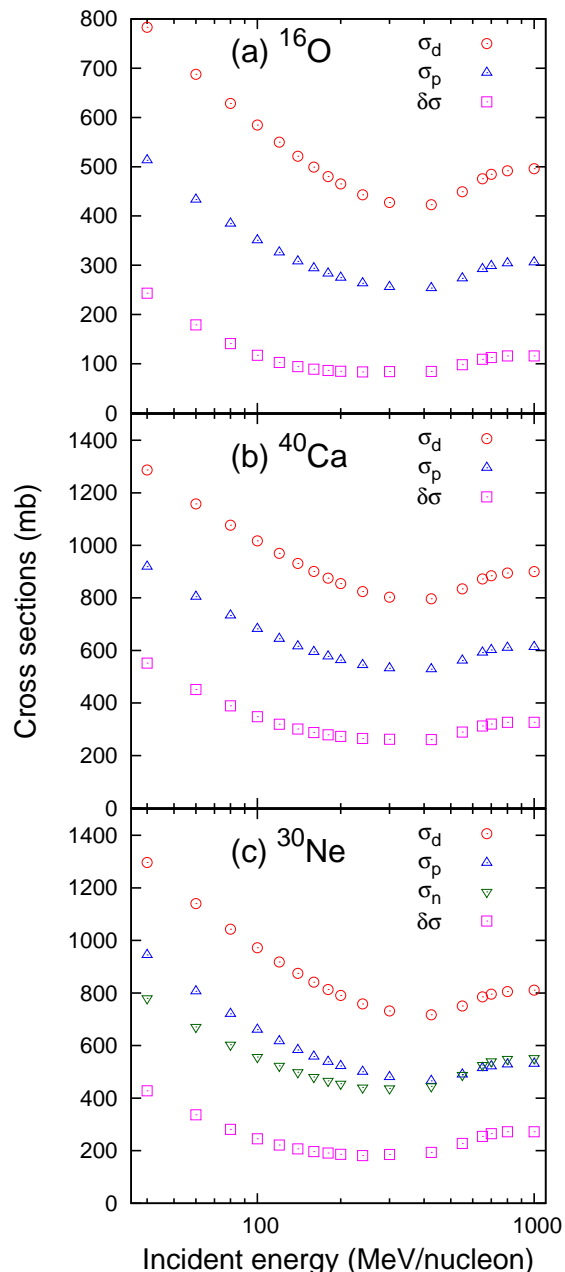 800
700
600
500
400
300
200
100
0
(a) ¹⁶O
σd
σp
δσ
1400
1200
1000
800
600
400
200
0
(b) ⁴⁰Ca
σd
σp
δσ
1400
1200
1000
800
600
400
200
0
(c) ³⁰Ne
σd
σp
σn
δσ
100 1000
Cross sections (mb)
Incident energy (MeV/nucleon)